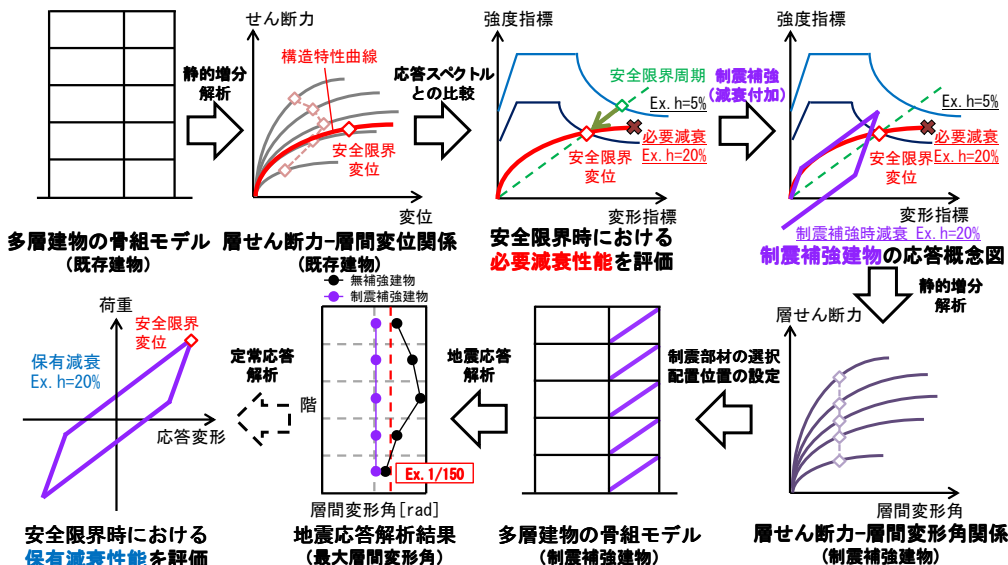 静的増分
解析
多層建物の骨組モデル
(既存建物)
せん断力
構造特性曲線
安全限界
変位
変位
層せん断力-層間変位関係
(既存建物)
応答スペクトル
との比較
強度指標
安全限界周期
Ex. h=5%
必要減衰
Ex. h=20%
安全限界
変位
変形指標
安全限界時における
必要減衰性能を評価
制震補強
(減衰付加)
強度指標
Ex. h=5%
必要減衰
Ex. h=20%
安全限界
変位
変形指標
制震補強時減衰 Ex. h=20%
制震補強建物の応答概念図
静的増分
解析
層せん断力
層間変形角
層せん断力-層間変形角関係
(制震補強建物)
制震部材の選択
配置位置の設定
多層建物の骨組モデル
(制震補強建物)
地震応答
解析
無補強建物
制震補強建物
階
Ex. 1/150
層間変形角[rad]
地震応答解析結果
(最大層間変形角)
定常応答
解析
荷重
安全限界
変位
保有減衰
Ex. h=20%
応答変形
安全限界時における
保有減衰性能を評価